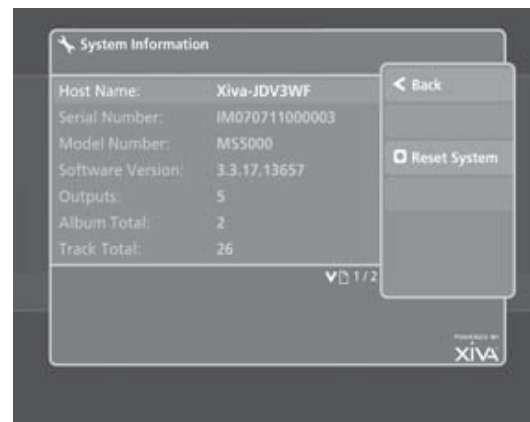 System Information
Host Name: Xiva-JDV3WF
Serial Number: IM070711000003
Model Number: MS5000
Software Version: 3.3.17.13657
Outputs: 5
Album Total: 2
Track Total: 26
1/2
Back
Reset System
POWERED BY
XiVA